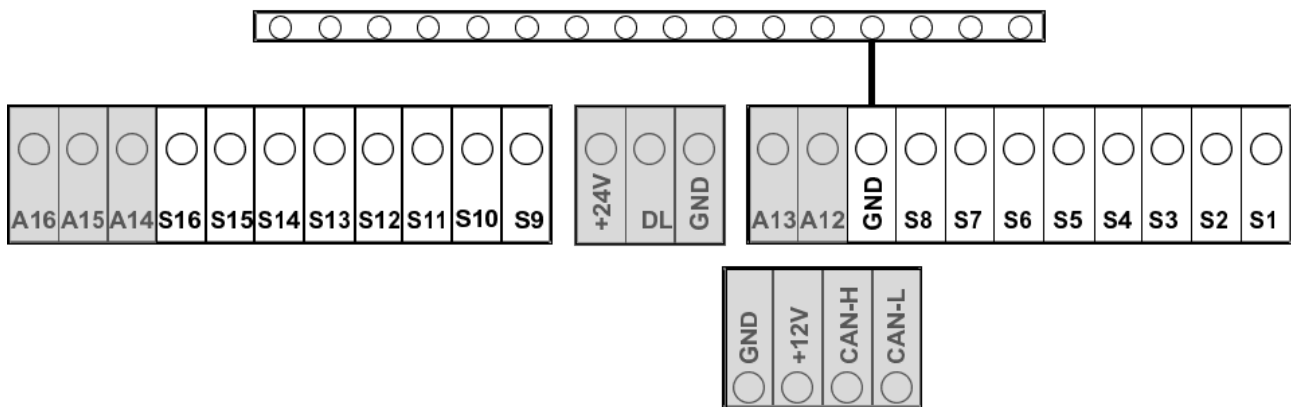 A16 A15 A14 S16 S15 S14 S13 S12 S11 S10 S9 +24V DL GND A13 A12 GND S8 S7 S6 S5 S4 S3 S2 S1
GND +12V CAN-H CAN-L